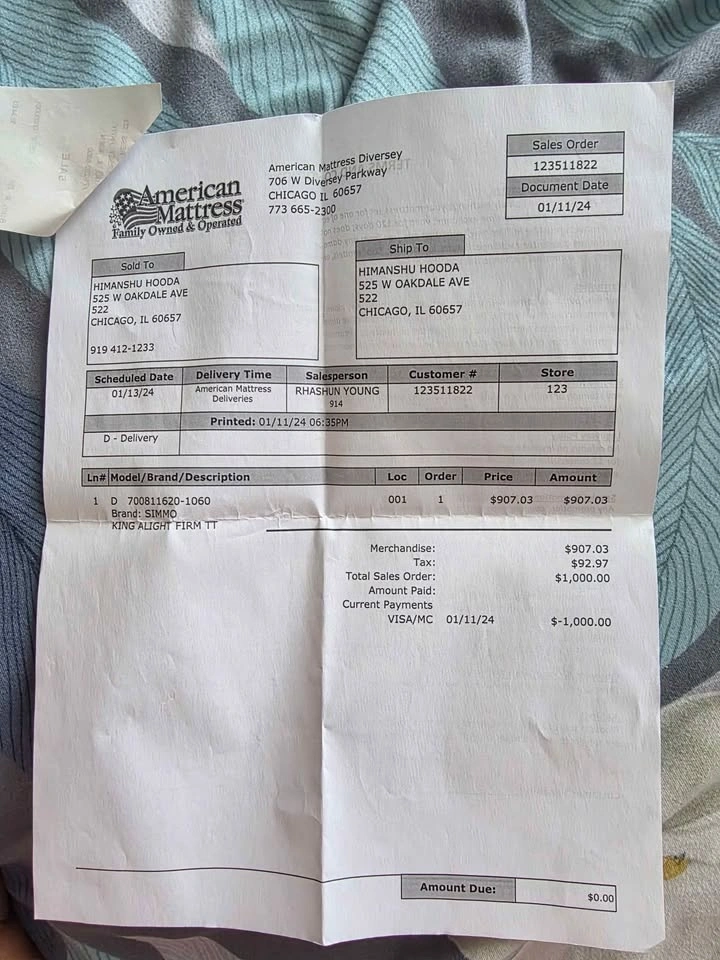 American
Mattress
Family Owned & Operated
American Mattress Diversey
706 W Diversey Parkway
CHICAGO IL 60657
773 665-2300
Sales Order
123511822
Document Date
01/11/24
Sold To
HIMANSHU HOODA
525 W OAKDALE AVE
522
CHICAGO, IL 60657
919 412-1233
Ship To
HIMANSHU HOODA
525 W OAKDALE AVE
522
CHICAGO, IL 60657
Scheduled Date Delivery Time Salesperson Customer # Store
01/13/24 American Mattress Deliveries RHASHUN YOUNG 914 123511822 123
Printed: 01/11/24 06:35PM
D - Delivery
Ln# Model/Brand/Description Loc Order Price Amount
1 D 700811620-1060 001 1 $907.03 $907.03
Brand: SIMMO
KING ALIGHT FIRM TT
Merchandise: $907.03
Tax: $92.97
Total Sales Order: $1,000.00
Amount Paid:
Current Payments
VISA/MC 01/11/24 $-1,000.00
Amount Due: $0.00
SALE